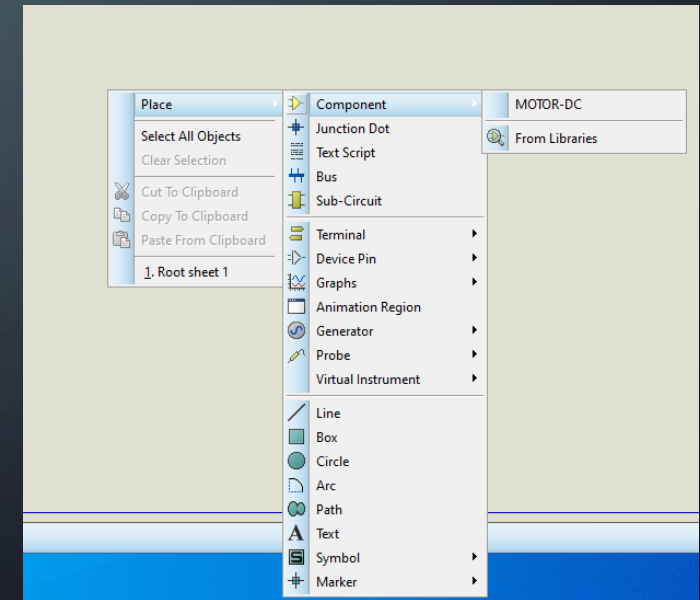 Place
Select All Objects
Clear Selection
Cut To Clipboard
Copy To Clipboard
Paste From Clipboard
1. Root sheet 1
Component
Junction Dot
Text Script
Bus
Sub-Circuit
Terminal
Device Pin
Graphs
Animation Region
Generator
Probe
Virtual Instrument
Line
Box
Circle
Arc
Path
Text
Symbol
Marker
MOTOR-DC
From Libraries